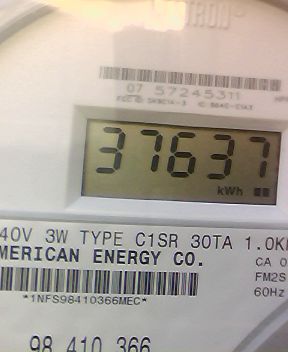 TRON
07 57245311
37637
kWh
40V 3W TYPE C1SR 30TA 1.0K
MERICAN ENERGY CO.
CA 0
FM2S
*1NFS98410366MEC*
60Hz
98 410 366